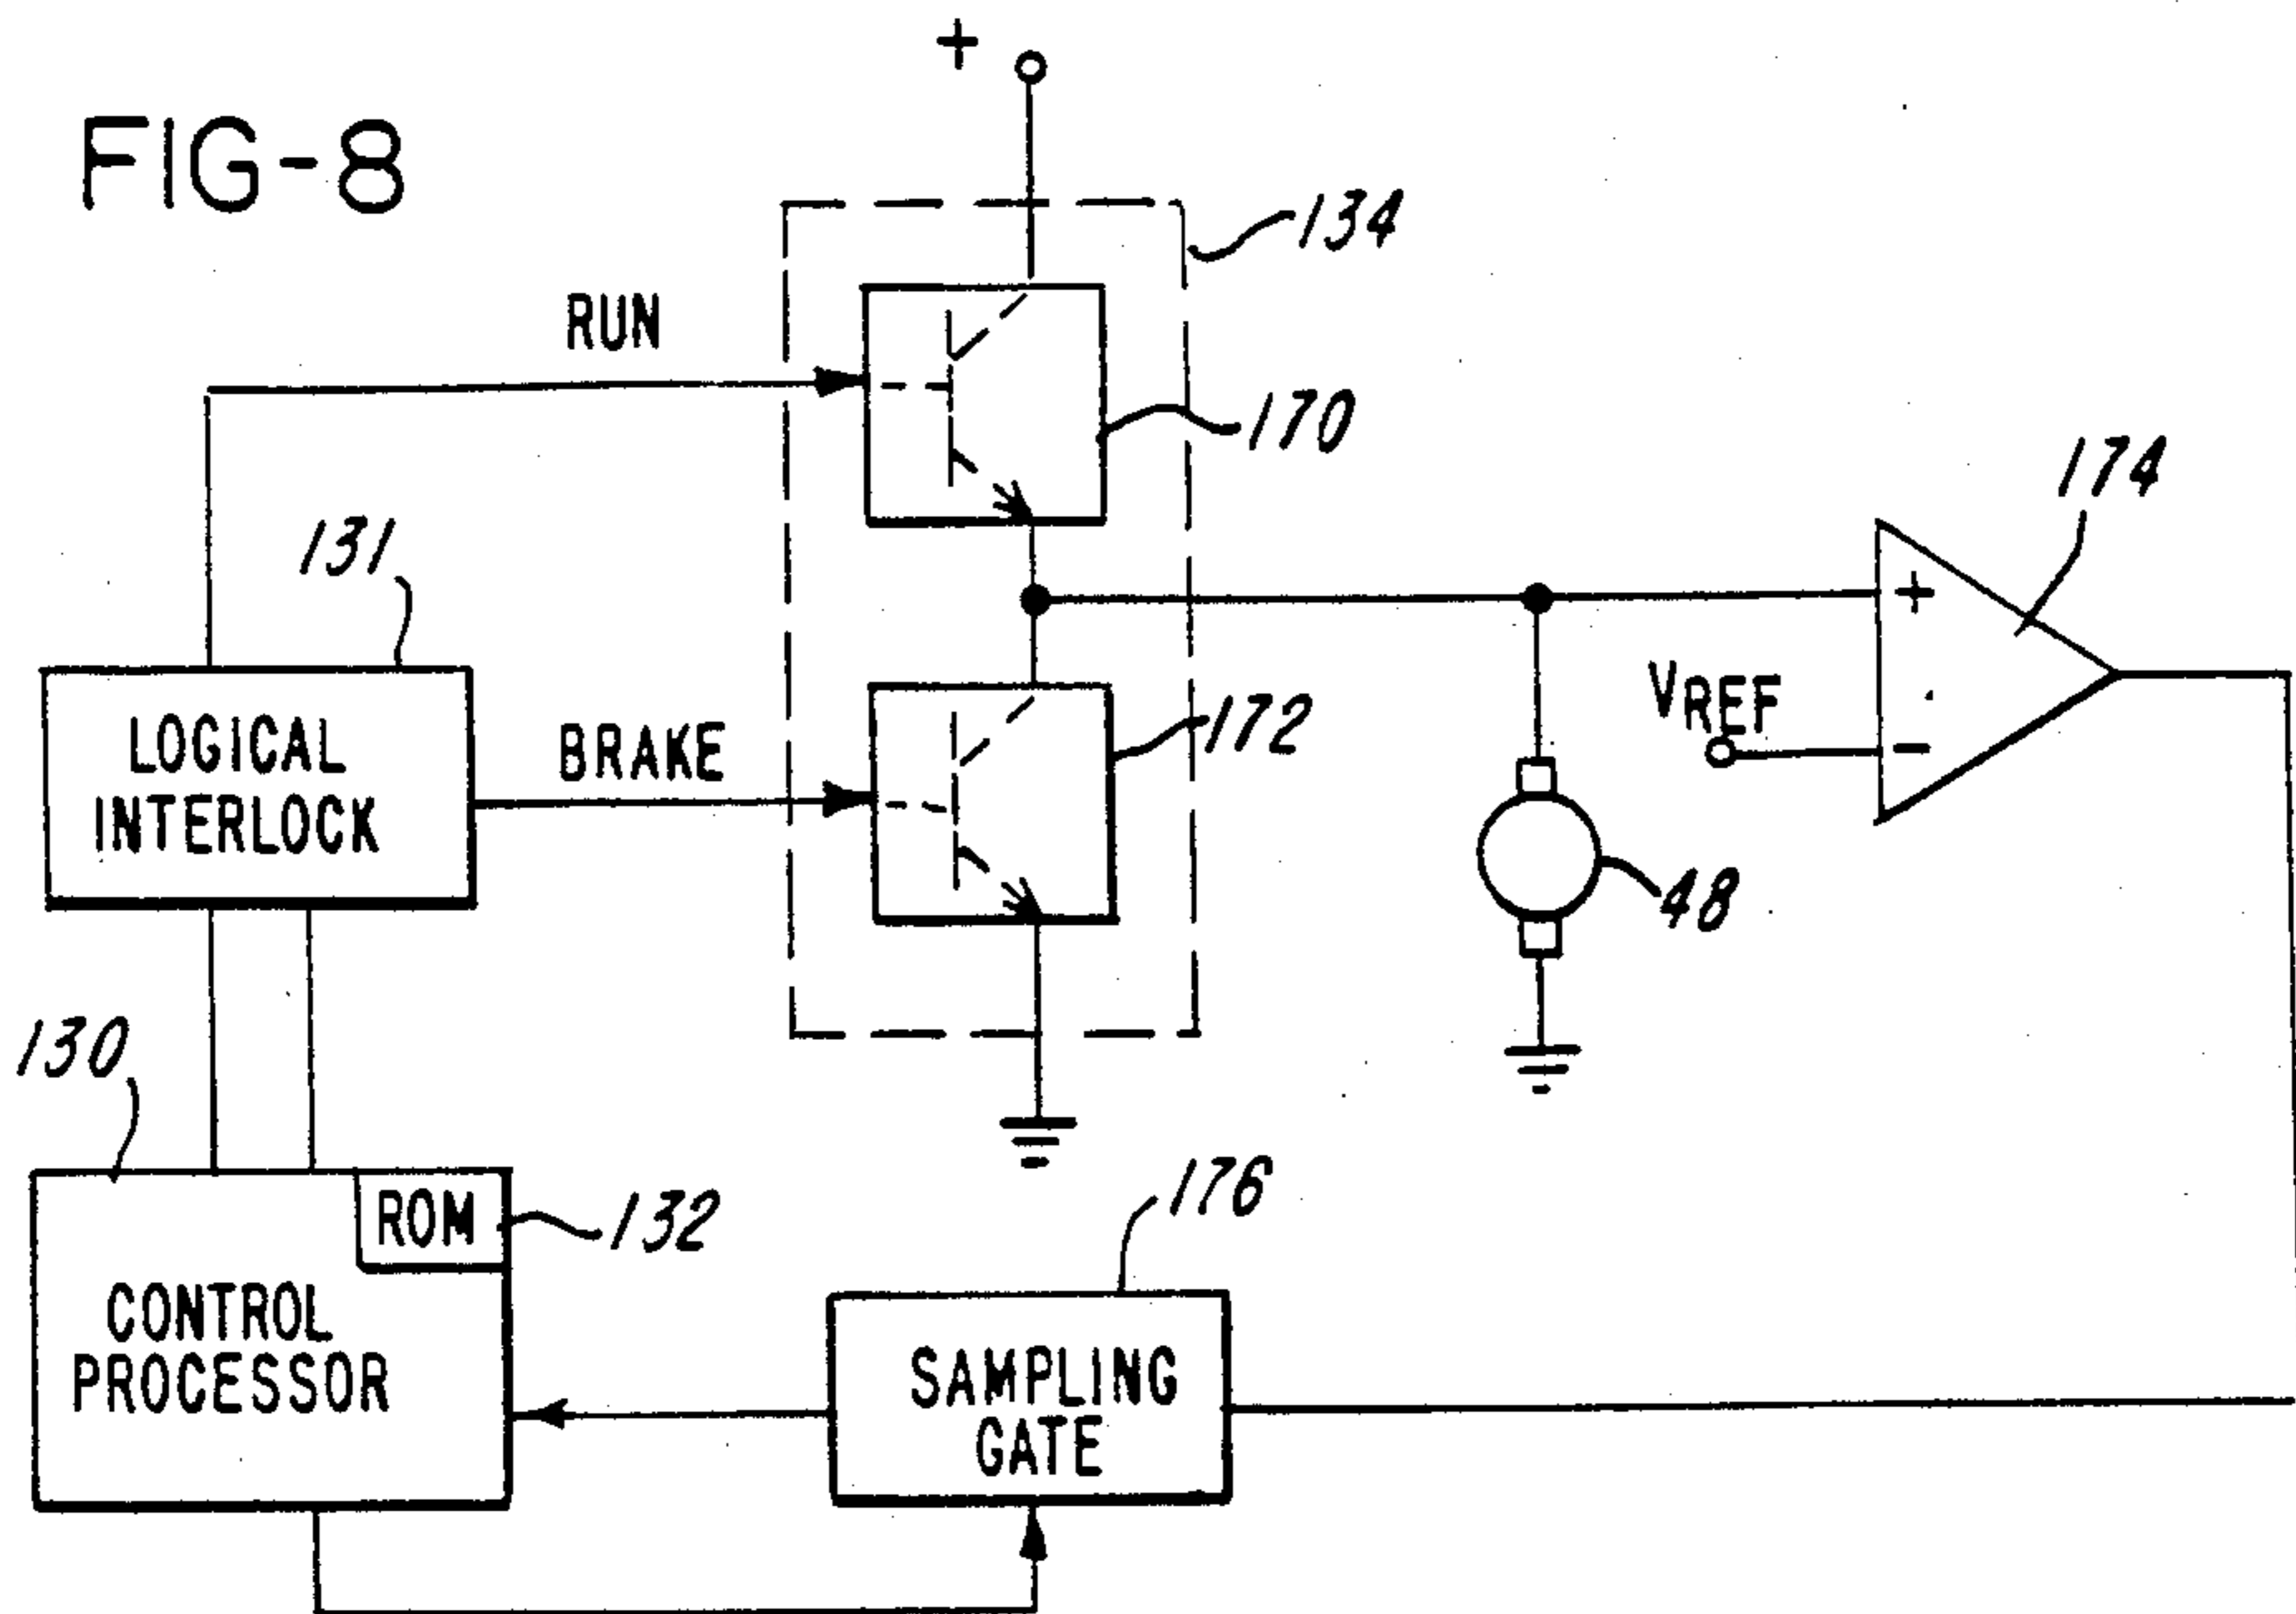 FIG-8
+
134
RUN
170
174
131
+
VREF
172
LOGICAL
INTERLOCK
BRAKE
-
48
130
ROM
132
176
CONTROL
PROCESSOR
SAMPLING
GATE